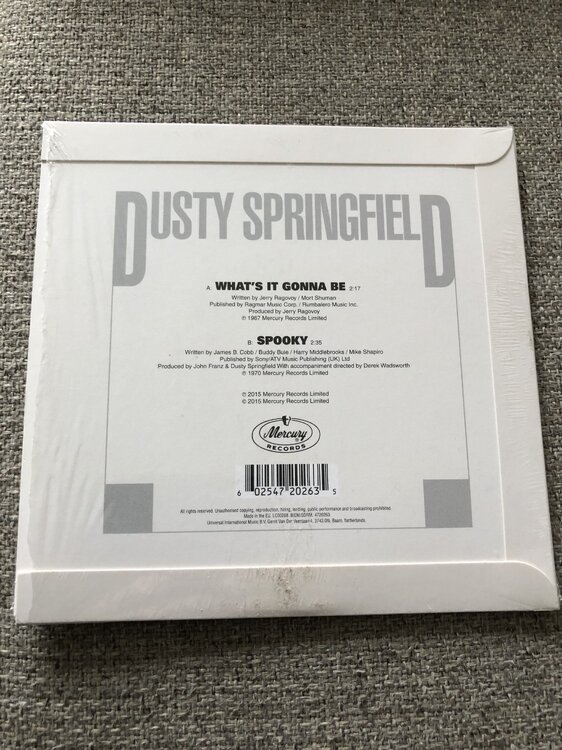 DUSTY SPRINGFIELD
A: WHAT'S IT GONNA BE 2:17
Written by Jerry Ragovoy / Mort Shuman
Published by Ragmar Music Corp. / Rumbalero Music Inc.
Produced by Jerry Ragovoy
℗ 1967 Mercury Records Limited
B: SPOOKY 2:35
Written by James B. Cobb / Buddy Buie / Harry Middlebrooks / Mike Shapiro
Published by Sony/ATV Music Publishing (UK) Ltd
Produced by John Franz & Dusty Springfield With accompaniment directed by Derek Wadsworth
℗ 1970 Mercury Records Limited
℗ 2015 Mercury Records Limited
© 2015 Mercury Records Limited
Mercury
RECORDS
6 02547 20263 5
All rights reserved. Unauthorised copying, reproduction, hiring, lending, public performance and broadcasting prohibited.
Made in the EU. LC00268. BIEM/SDRM. 4720263
Universal International Music B.V. Gerrit Van Der Veenlaan 4, 3743 DN, Baarn, Netherlands.